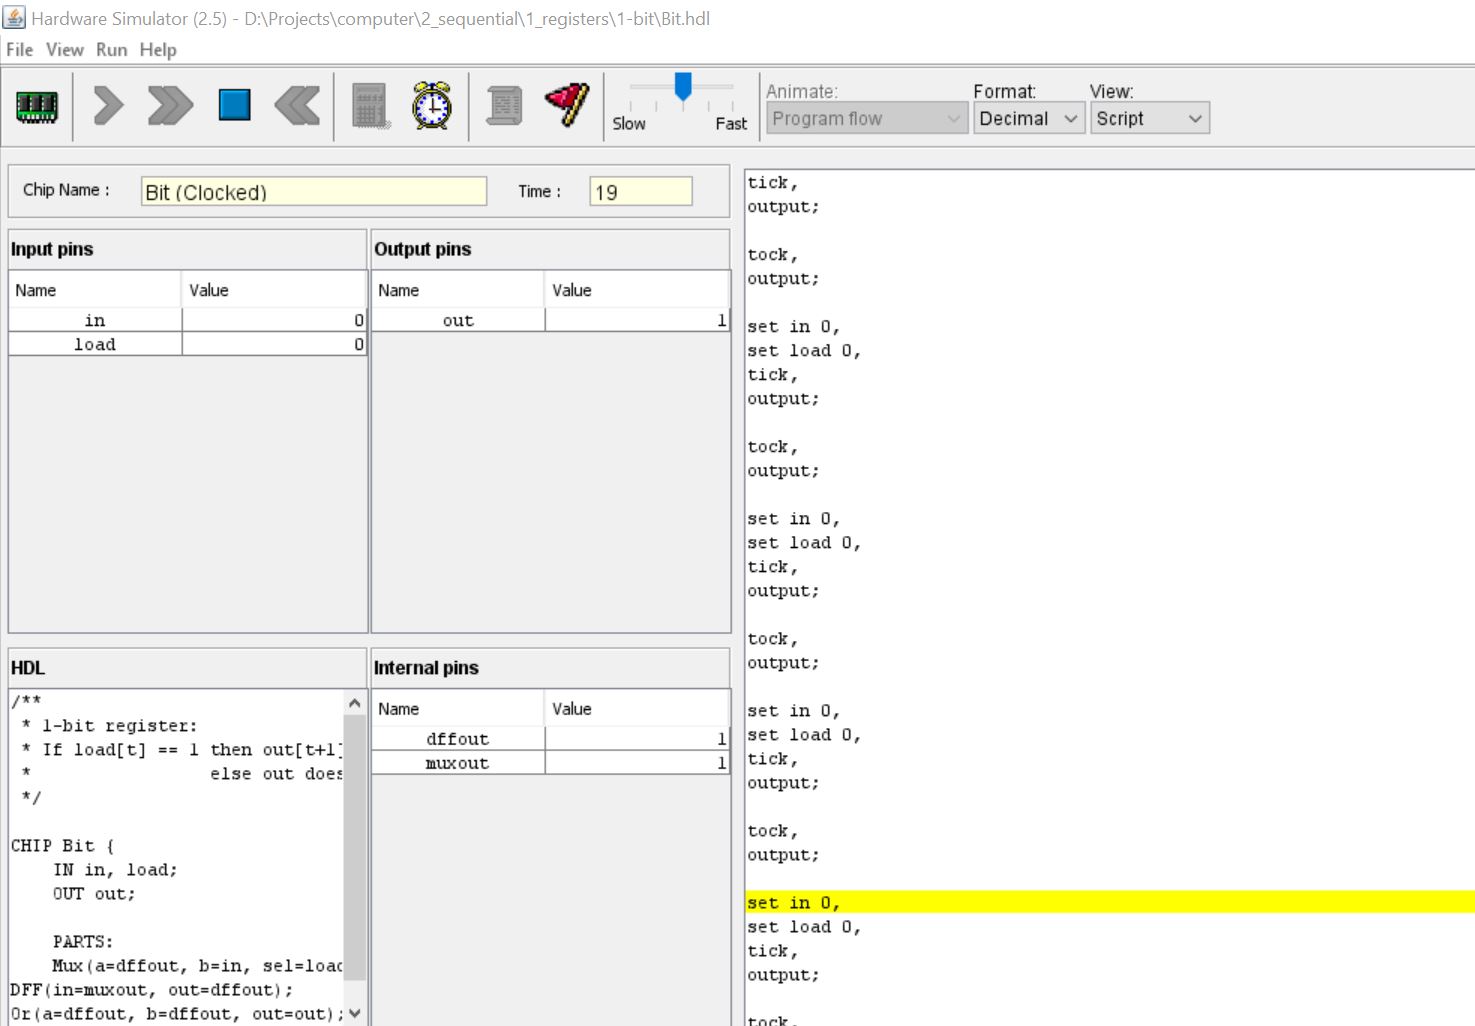 Hardware Simulator (2.5) - D:\Projects\computer\2_sequential\1_registers\1-bit\Bit.hdl
File View Run Help
Slow Fast
Animate:
Program flow
Format:
Decimal
View:
Script
Chip Name :
Bit (Clocked)
Time :
19
Input pins
Name Value
in 0
load 0
Output pins
Name Value
out 1
HDL
/**
* 1-bit register:
* If load[t] == 1 then out[t+1]
* else out does
*/
CHIP Bit {
IN in, load;
OUT out;
PARTS:
Mux(a=dffout, b=in, sel=load
DFF(in=muxout, out=dffout);
Or(a=dffout, b=dffout, out=out);
Internal pins
Name Value
dffout 1
muxout 1
tick,
output;
tock,
output;
set in 0,
set load 0,
tick,
output;
tock,
output;
set in 0,
set load 0,
tick,
output;
tock,
output;
set in 0,
set load 0,
tick,
output;
tock,
output;
set in 0,
set load 0,
tick,
output;
tock,